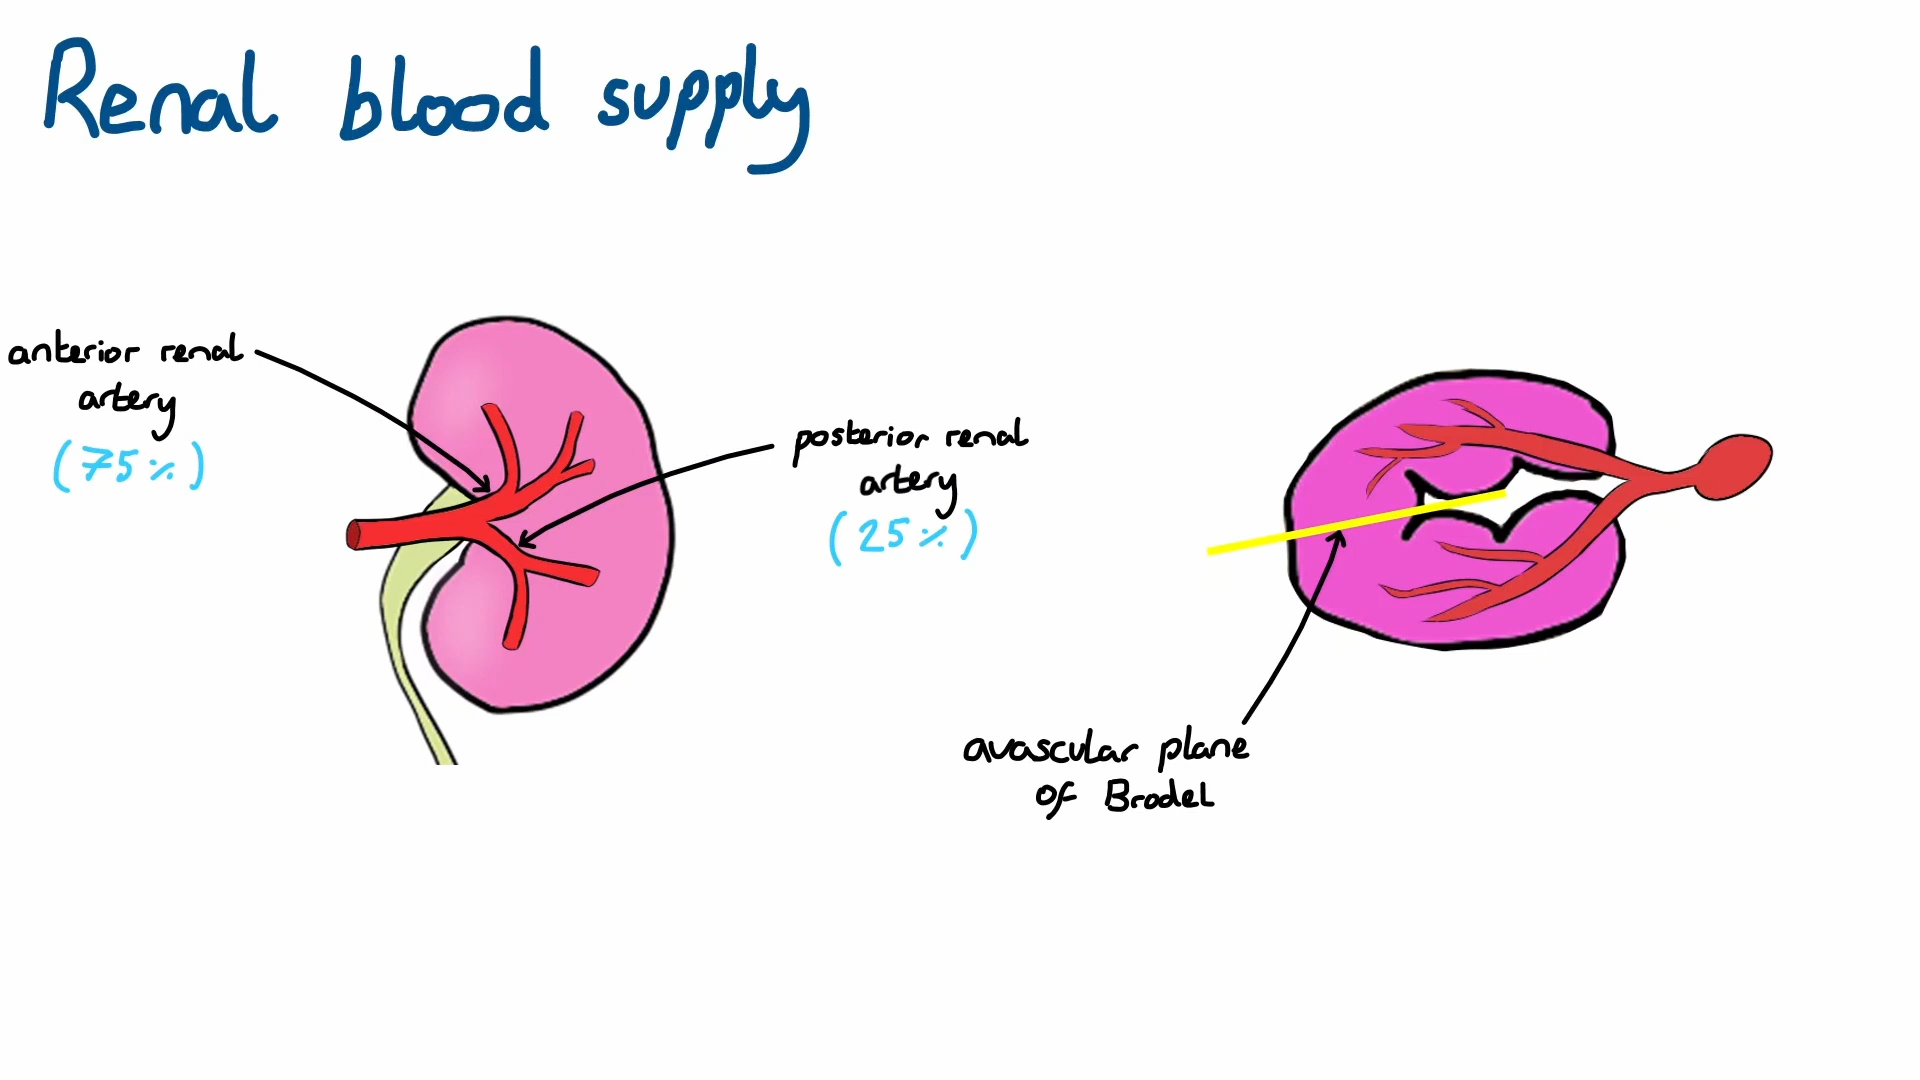 Renal blood supply
anterior renal
artery
(75%)
posterior renal
artery
(25%)
avascular plane
of Brodel